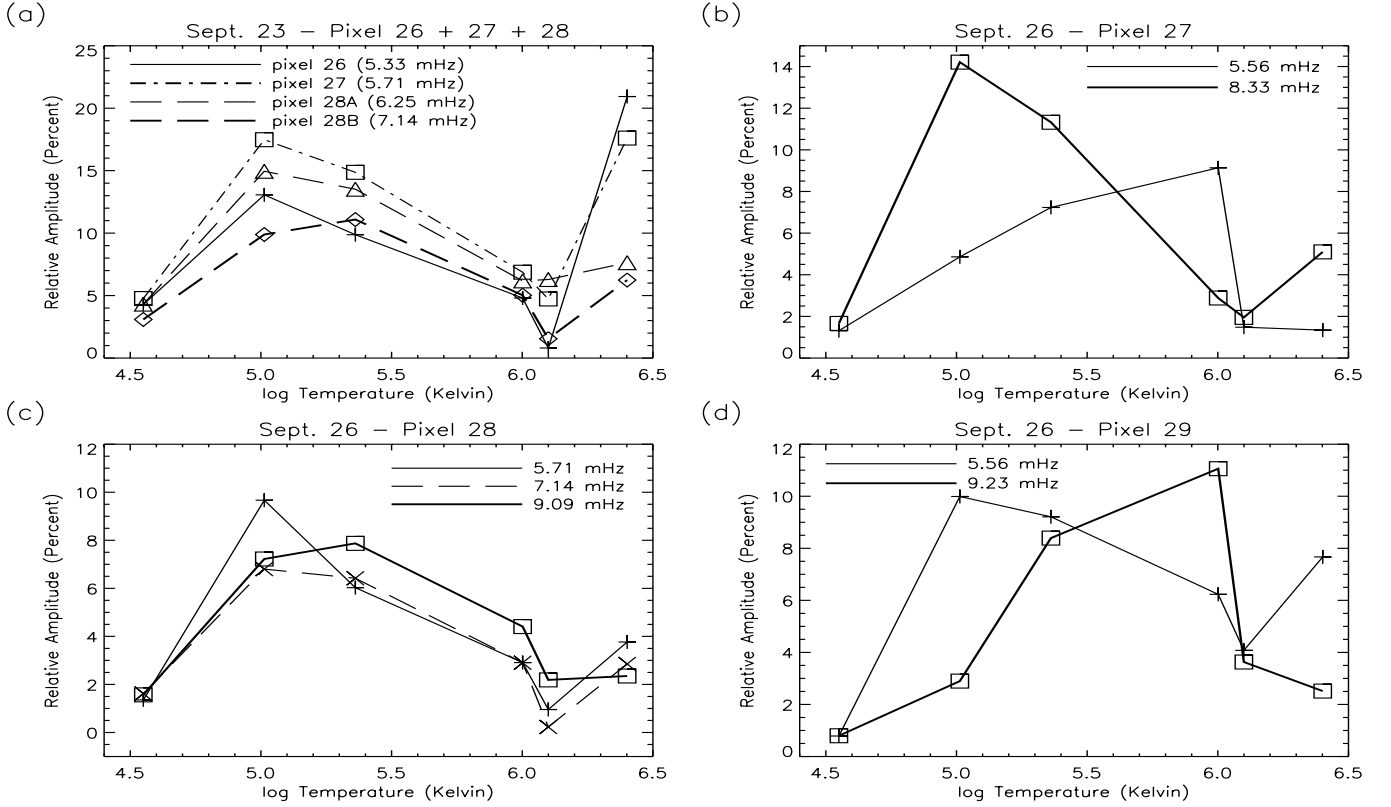 (a)
Sept. 23 – Pixel 26 + 27 + 28
pixel 26 (5.33 mHz)
pixel 27 (5.71 mHz)
pixel 28A (6.25 mHz)
pixel 28B (7.14 mHz)
Relative Amplitude (Percent)
25
20
15
10
5
0
4.5 5.0 5.5 6.0 6.5
log Temperature (Kelvin)
(b)
Sept. 26 – Pixel 27
5.56 mHz
8.33 mHz
Relative Amplitude (Percent)
14
12
10
8
6
4
2
0
4.5 5.0 5.5 6.0 6.5
log Temperature (Kelvin)
(c)
Sept. 26 – Pixel 28
5.71 mHz
7.14 mHz
9.09 mHz
Relative Amplitude (Percent)
12
10
8
6
4
2
0
4.5 5.0 5.5 6.0 6.5
log Temperature (Kelvin)
(d)
Sept. 26 – Pixel 29
5.56 mHz
9.23 mHz
Relative Amplitude (Percent)
12
10
8
6
4
2
0
4.5 5.0 5.5 6.0 6.5
log Temperature (Kelvin)